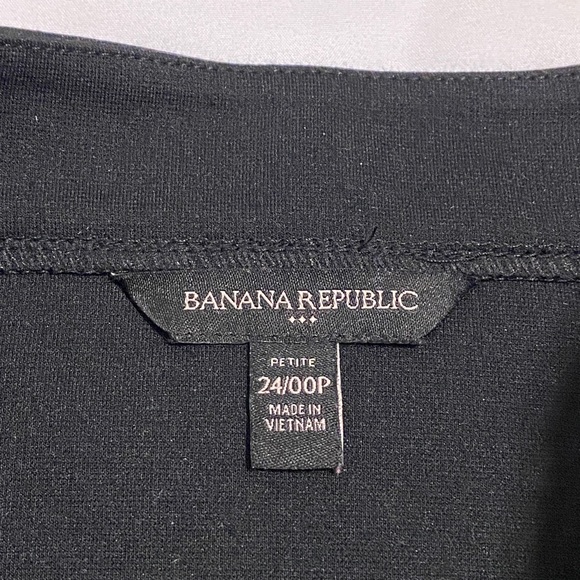 BANANA REPUBLIC
PETITE
24/00P
MADE IN
VIETNAM